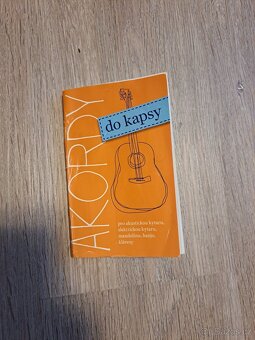 AKORDY
do kapsy
pro akustickou kytaru,
elektrickou kytaru,
mandolínu, banjo,
klávesy